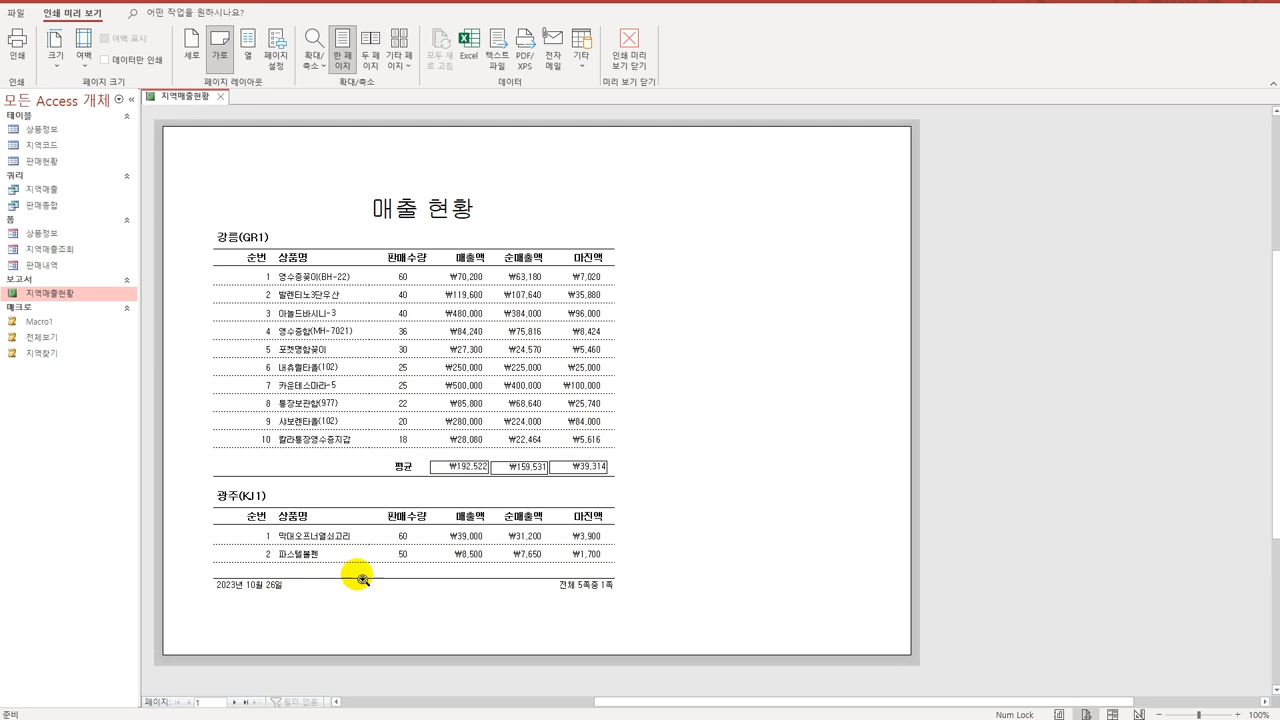 파일 인쇄 미리 보기 어떤 작업을 원하시나요?
인쇄 크기 여백 여백 표시 데이터만 인쇄 세로 가로 열 페이지 설정 확대/축소 한 페이지 두 페이지 기타 페이지 모두 새로 고침 Excel 텍스트 파일 PDF/XPS 전자 메일 기타 인쇄 미리 보기 닫기
인쇄 페이지 크기 페이지 레이아웃 확대/축소 데이터 미리 보기 닫기
모든 Access 개체
지역매출현황
테이블
상품정보
지역코드
판매현황
쿼리
지역매출
판매종합
폼
상품정보
지역매출조회
판매내역
보고서
지역매출현황
매크로
Macro1
전체보기
지역찾기
매출 현황
강릉(GR1)
순번 상품명 판매수량 매출액 순매출액 마진액
1 영수증꽂이(BH-22) 60 ₩70,200 ₩63,180 ₩7,020
2 발렌티노3단우산 40 ₩119,600 ₩107,640 ₩35,880
3 아놀드바시니-3 40 ₩480,000 ₩384,000 ₩96,000
4 영수증함(MH-7021) 36 ₩84,240 ₩75,816 ₩8,424
5 포켓명함꽂이 30 ₩27,300 ₩24,570 ₩5,460
6 내츄럴타올(102) 25 ₩250,000 ₩225,000 ₩25,000
7 카운테스마라-5 25 ₩500,000 ₩400,000 ₩100,000
8 통장보관함(977) 22 ₩85,800 ₩68,640 ₩25,740
9 샤보렌타올(102) 20 ₩280,000 ₩224,000 ₩84,000
10 칼라통장영수증지갑 18 ₩28,080 ₩22,464 ₩5,616
평균 ₩192,522 ₩159,531 ₩39,314
광주(KJ1)
순번 상품명 판매수량 매출액 순매출액 마진액
1 막대오프너열쇠고리 60 ₩39,000 ₩31,200 ₩3,900
2 파스텔볼펜 50 ₩8,500 ₩7,650 ₩1,700
2023년 10월 26일 전체 5쪽중 1쪽
페이지: 1 필터 없음
준비 Num Lock 100%